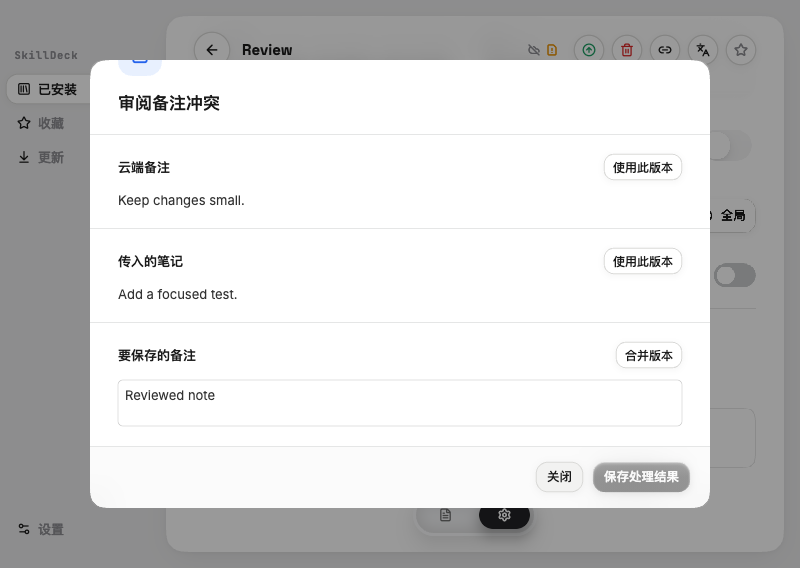 SkillDeck
Review
已安装
收藏
更新
审阅备注冲突
云端备注
使用此版本
Keep changes small.
全局
传入的笔记
使用此版本
Add a focused test.
要保存的备注
合并版本
Reviewed note
关闭
保存处理结果
设置